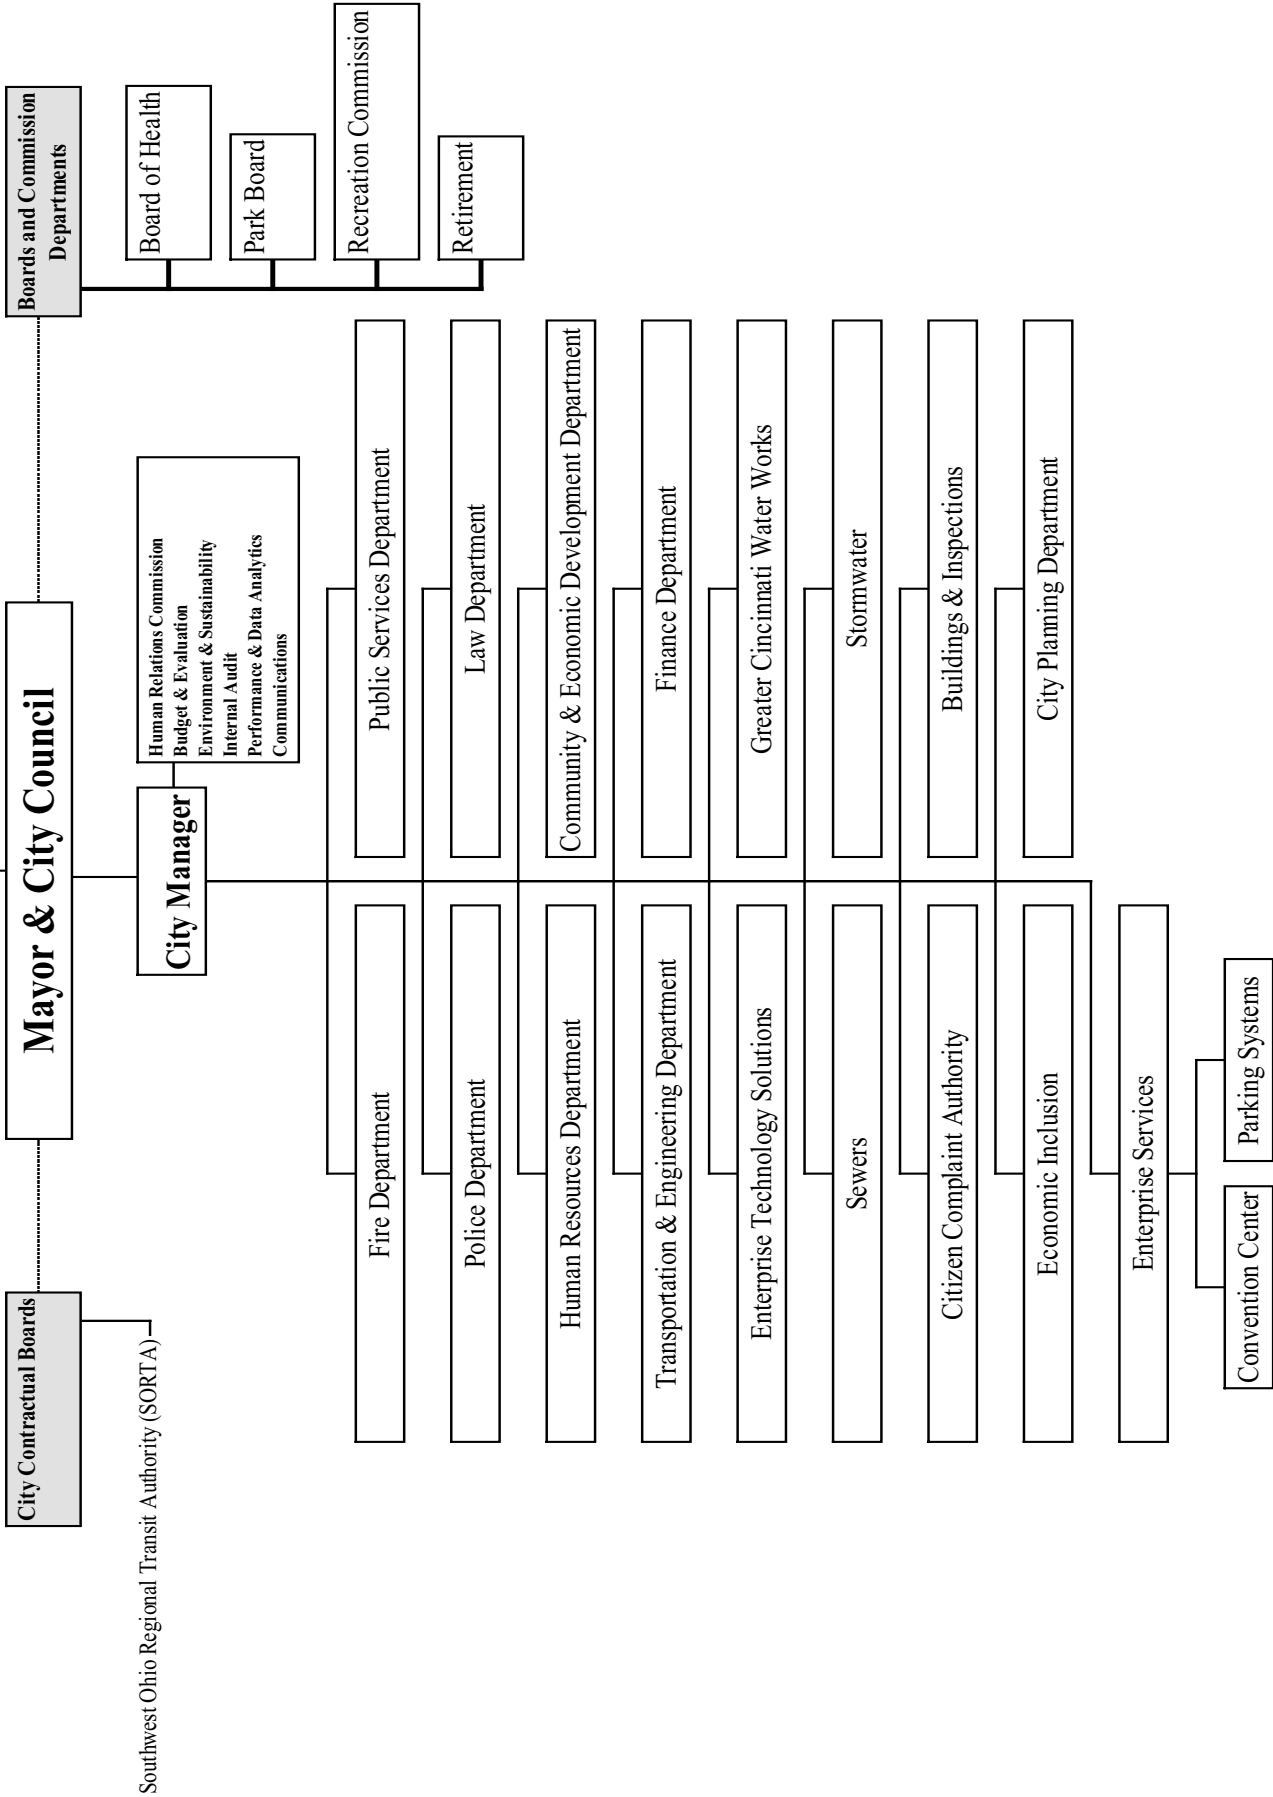 City Contractual Boards
Mayor & City Council
Boards and Commission
Departments
Southwest Ohio Regional Transit Authority (SORTA)
City Manager
Human Relations Commission
Budget & Evaluation
Environment & Sustainability
Internal Audit
Performance & Data Analytics
Communications
Board of Health
Park Board
Recreation Commission
Retirement
Fire Department
Public Services Department
Police Department
Law Department
Human Resources Department
Community & Economic Development Department
Transportation & Engineering Department
Finance Department
Enterprise Technology Solutions
Greater Cincinnati Water Works
Sewers
Stormwater
Citizen Complaint Authority
Buildings & Inspections
Economic Inclusion
City Planning Department
Enterprise Services
Convention Center
Parking Systems